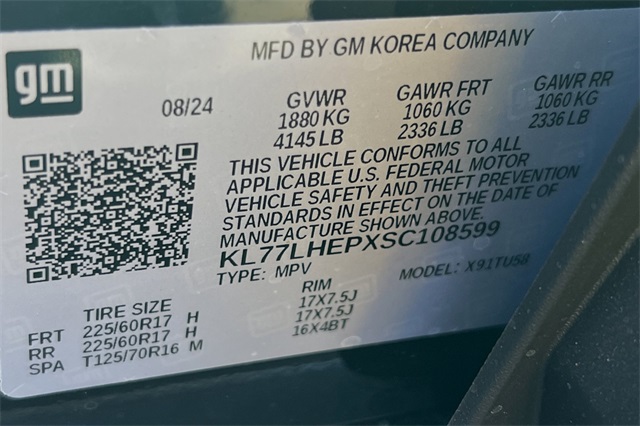 gm
MFD BY GM KOREA COMPANY
08/24
GVWR
1880 KG
4145 LB
GAWR FRT
1060 KG
2336 LB
GAWR RR
1060 KG
2336 LB
THIS VEHICLE CONFORMS TO ALL
APPLICABLE U.S. FEDERAL MOTOR
VEHICLE SAFETY AND THEFT PREVENTION
STANDARDS IN EFFECT ON THE DATE OF
MANUFACTURE SHOWN ABOVE.
KL77LHEPXSC108599
TYPE: MPV
MODEL: X91TU58
TIRE SIZE
RIM
FRT 225/60R17 H 17X7.5J
RR 225/60R17 H 17X7.5J
SPA T125/70R16 M 16X4BT